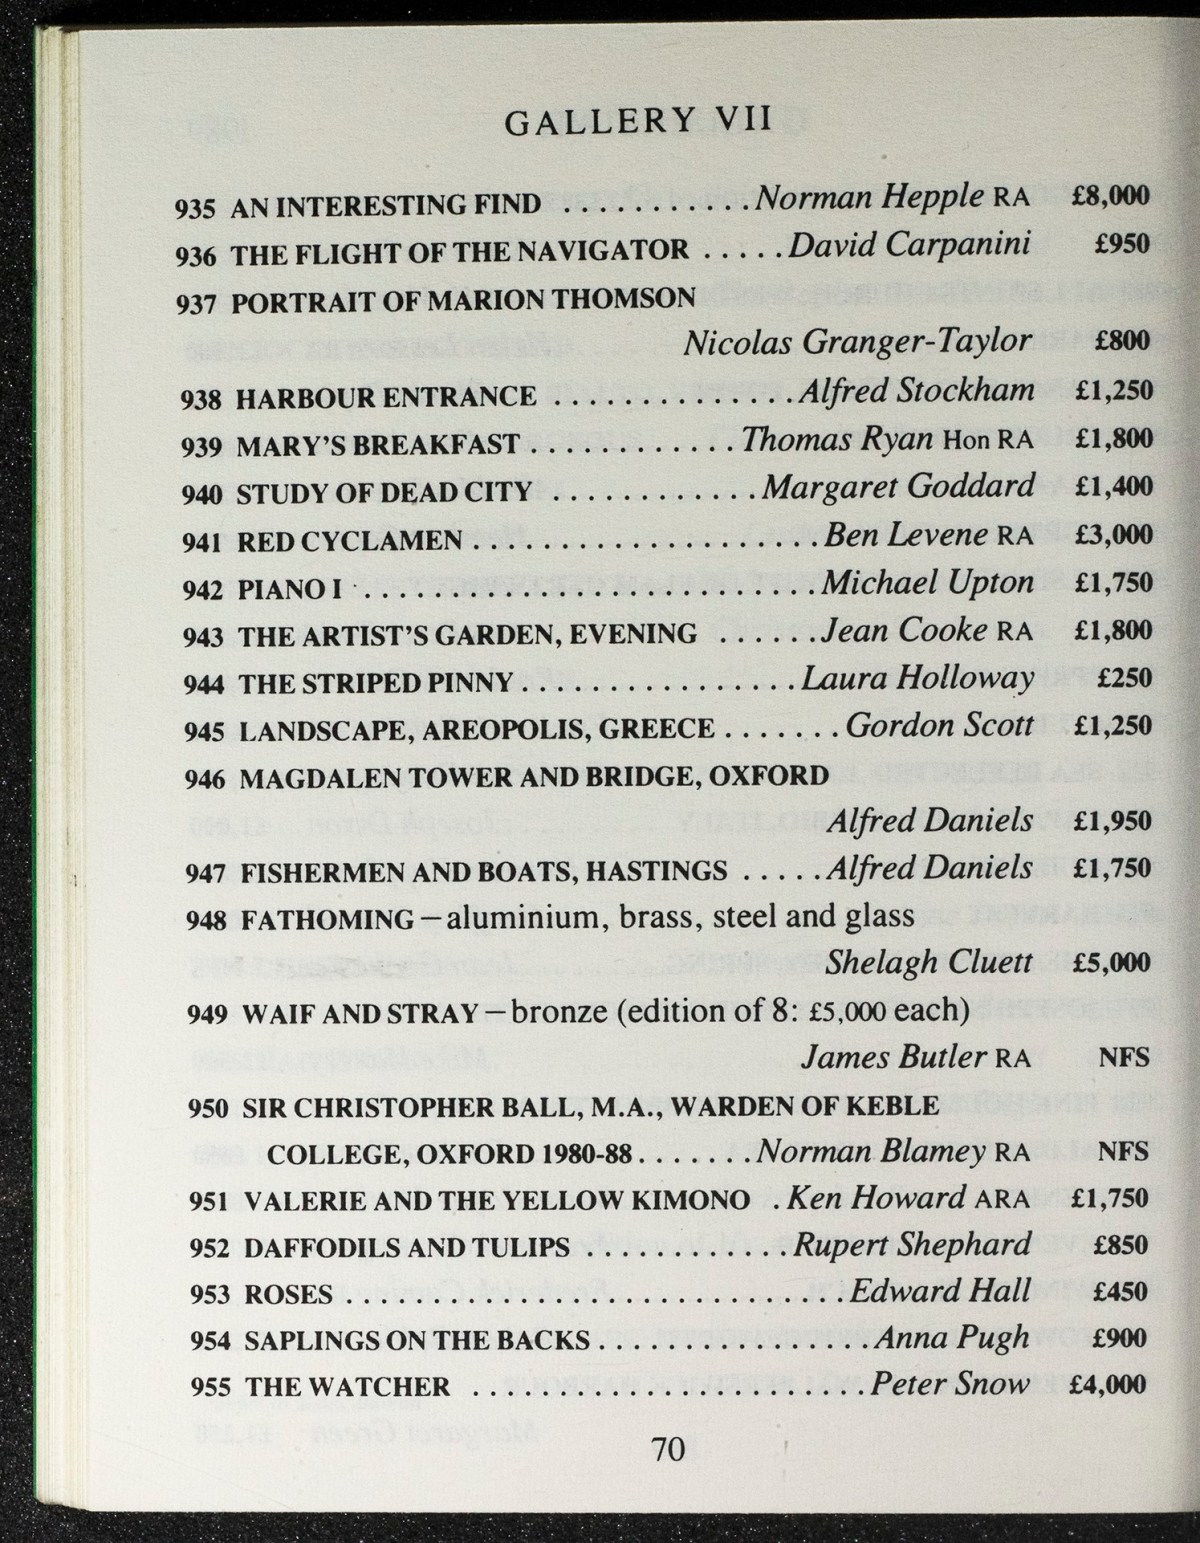 GALLERY VII
935 AN INTERESTING FIND ........... Norman Hepple RA £8,000
936 THE FLIGHT OF THE NAVIGATOR ..... David Carpanini £950
937 PORTRAIT OF MARION THOMSON
Nicolas Granger-Taylor £800
938 HARBOUR ENTRANCE .............. Alfred Stockham £1,250
939 MARY'S BREAKFAST ............ Thomas Ryan Hon RA £1,800
940 STUDY OF DEAD CITY ............ Margaret Goddard £1,400
941 RED CYCLAMEN .................... Ben Levene RA £3,000
942 PIANO I .......................... Michael Upton £1,750
943 THE ARTIST'S GARDEN, EVENING ...... Jean Cooke RA £1,800
944 THE STRIPED PINNY ................ Laura Holloway £250
945 LANDSCAPE, AREOPOLIS, GREECE ....... Gordon Scott £1,250
946 MAGDALEN TOWER AND BRIDGE, OXFORD
Alfred Daniels £1,950
947 FISHERMEN AND BOATS, HASTINGS ..... Alfred Daniels £1,750
948 FATHOMING – aluminium, brass, steel and glass
Shelagh Cluett £5,000
949 WAIF AND STRAY – bronze (edition of 8: £5,000 each)
James Butler RA NFS
950 SIR CHRISTOPHER BALL, M.A., WARDEN OF KEBLE
COLLEGE, OXFORD 1980-88 ....... Norman Blamey RA NFS
951 VALERIE AND THE YELLOW KIMONO . Ken Howard ARA £1,750
952 DAFFODILS AND TULIPS ............ Rupert Shephard £850
953 ROSES ............................. Edward Hall £450
954 SAPLINGS ON THE BACKS ................ Anna Pugh £900
955 THE WATCHER ....................... Peter Snow £4,000
70